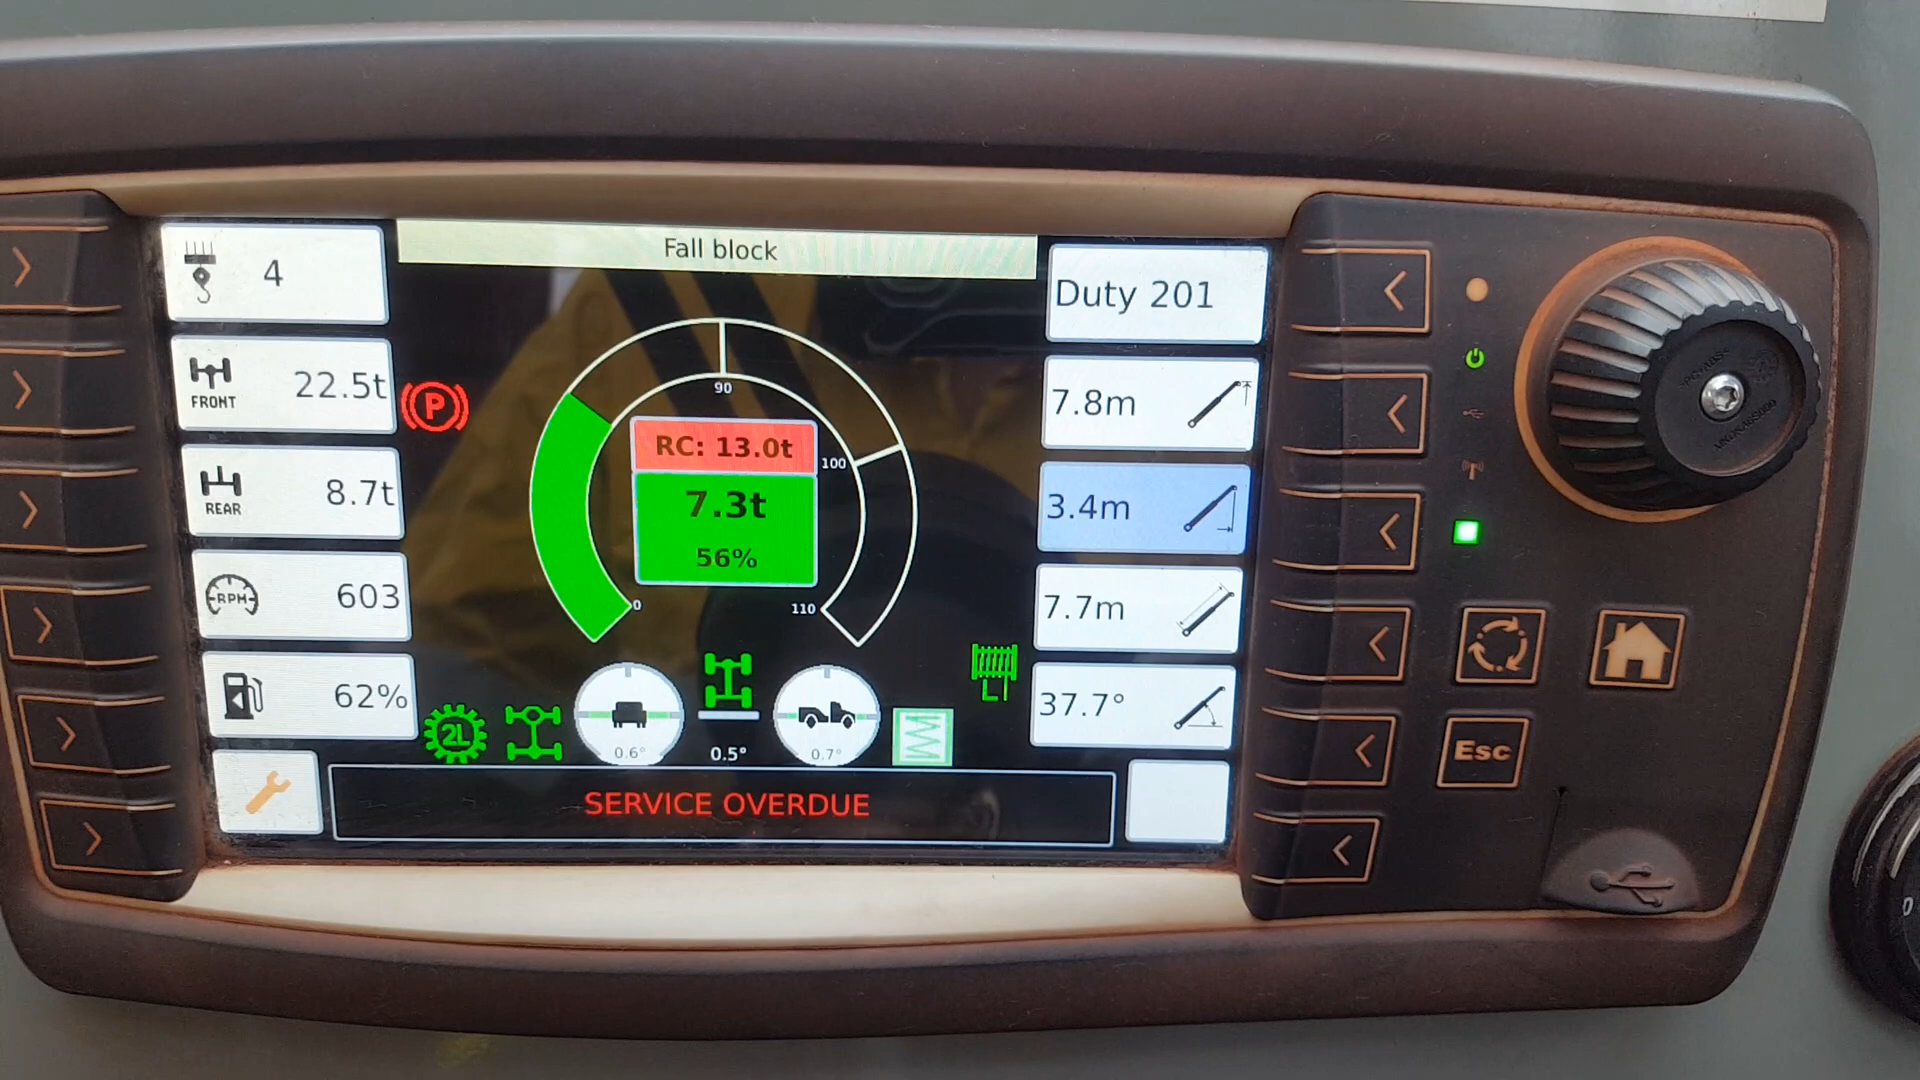 Fall block
4
Duty 201
FRONT
22.5t
P
90
RC: 13.0t
7.3t
56%
100
0
110
7.8m
REAR
8.7t
3.4m
RPM
603
7.7m
62%
2L
0.6°
0.5°
0.7°
37.7°
SERVICE OVERDUE
Esc
0